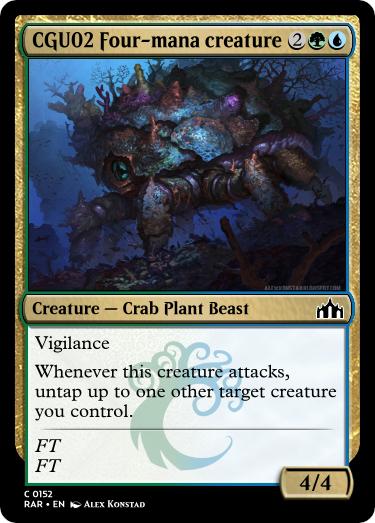 CGU02 Four-mana creature 2
Creature — Crab Plant Beast
Vigilance
Whenever this creature attacks,
untap up to one other target creature
you control.
FT
FT
4/4
C 0152
RAR • EN Alex Konstad